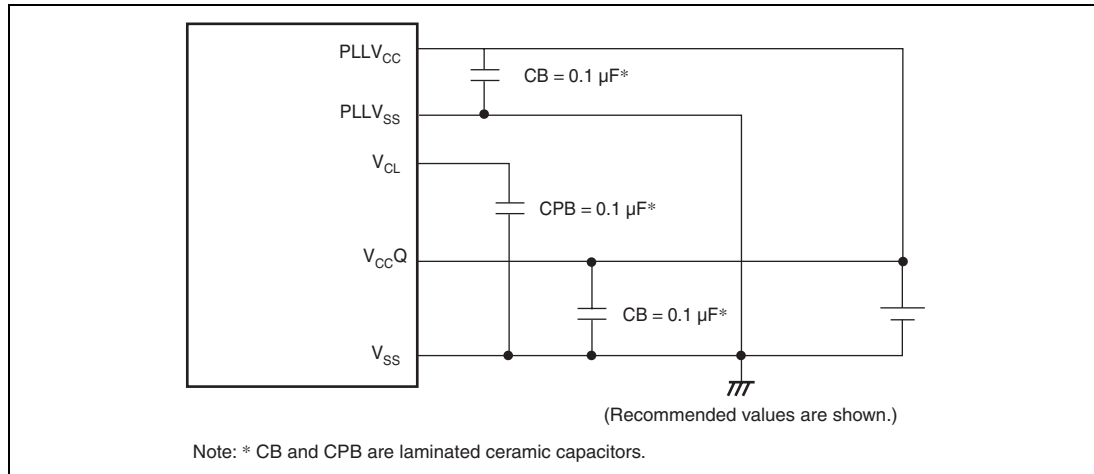 PLLVCC
CB = 0.1 µF*
PLLVSS
VCL
CPB = 0.1 µF*
VCCQ
CB = 0.1 µF*
VSS
(Recommended values are shown.)
Note: * CB and CPB are laminated ceramic capacitors.